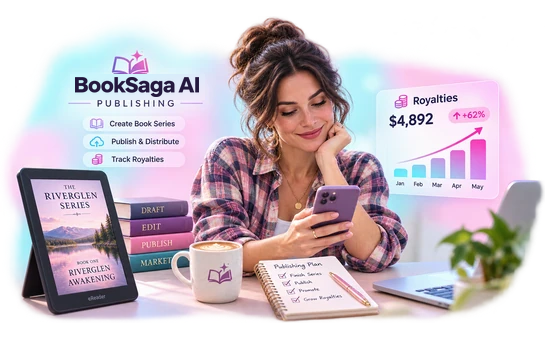 BookSaga AI
PUBLISHING
Create Book Series
Publish & Distribute
Track Royalties
Royalties
$4,892
+62%
Jan Feb Mar Apr May
THE
RIVERGLEN
SERIES
BOOK ONE
RIVERGLEN
AWAKENING
DRAFT
EDIT
PUBLISH
MARKET
Publishing Plan
Finish Series
Publish
Promote
Grow Royalties